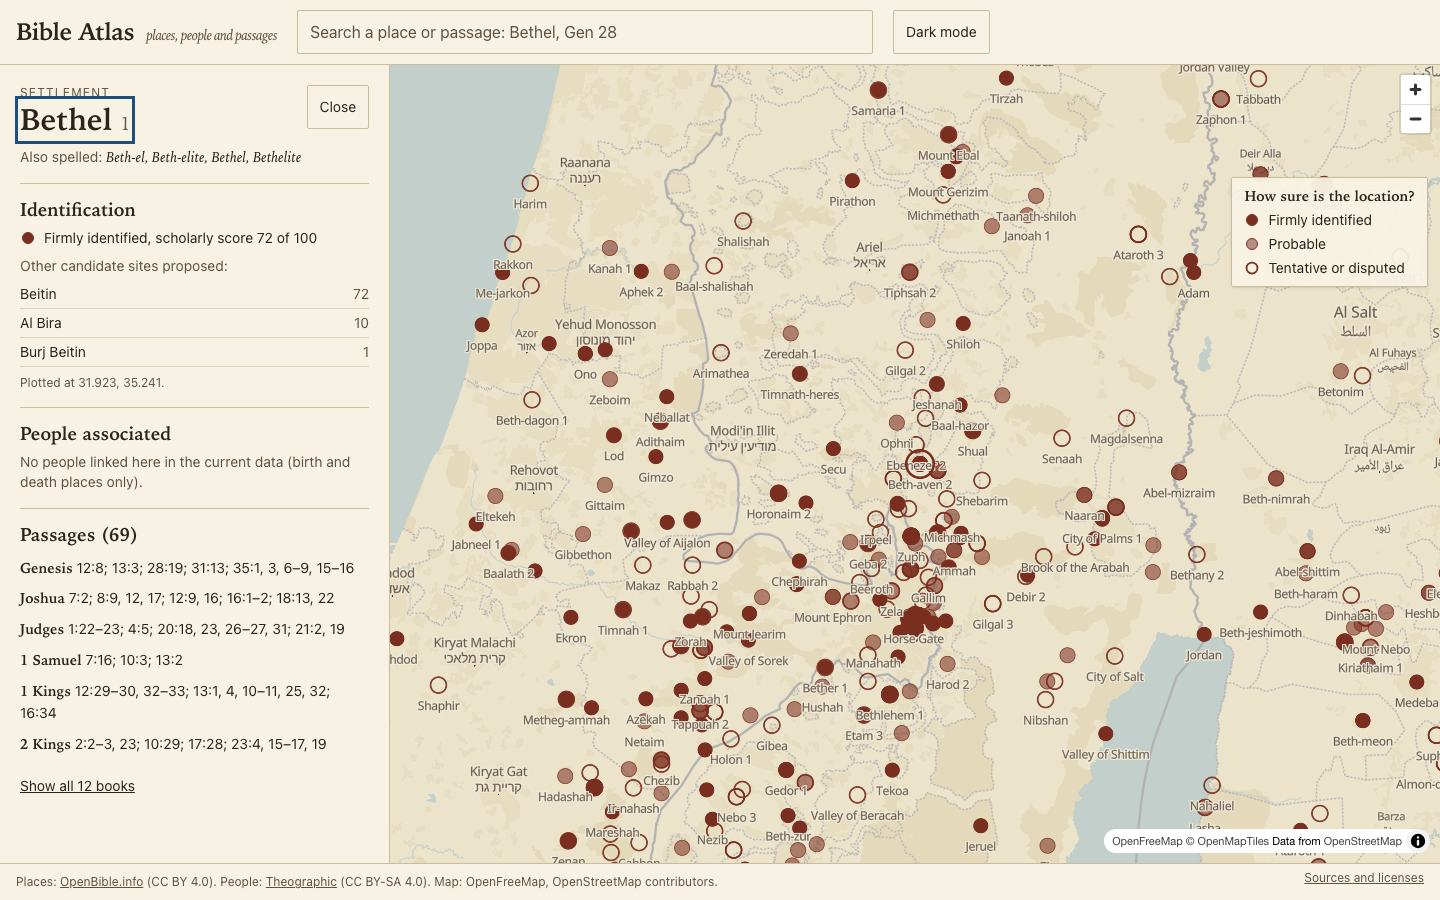 Bible Atlas places, people and passages
Search a place or passage: Bethel, Gen 28
Dark mode
SETTLEMENT
Bethel 1
Close
Also spelled: Beth-el, Beth-elite, Bethel, Bethelite
Identification
Firmly identified, scholarly score 72 of 100
Other candidate sites proposed:
Beitin 72
Al Bira 10
Burj Beitin 1
Plotted at 31.923, 35.241.
People associated
No people linked here in the current data (birth and
death places only).
Passages (69)
Genesis 12:8; 13:3; 28:19; 31:13; 35:1, 3, 6–9, 15–16
Joshua 7:2; 8:9, 12, 17; 12:9, 16; 16:1–2; 18:13, 22
Judges 1:22–23; 4:5; 20:18, 23, 26–27, 31; 21:2, 19
1 Samuel 7:16; 10:3; 13:2
1 Kings 12:29–30, 32–33; 13:1, 4, 10–11, 25, 32;
16:34
2 Kings 2:2–3, 23; 10:29; 17:28; 23:4, 15–17, 19
Show all 12 books
Jordan Valley
Tirzah
Tabbath
Samaria 1
Zaphon 1
Mount Ebal
Deir Alla
Raanana
רעננה
Mount Gerizim
Harim
Pirathon
Michmethath
Taanath-shiloh
Janoah 1
Shalishah
Ariel
אריאל
Ataroth 3
Rakkon
Kanah 1
Me-jarkon
Aphek 2
Baal-shalishah
Tiphsah 2
Adam
How sure is the location?
Firmly identified
Probable
Tentative or disputed
Al Salt
السلط
Joppa
Azor
אזור
Yehud Monosson
יהוד מונוסון
Shiloh
Zeredah 1
Al Fuhays
الفحيص
Ono
Arimathea
Gilgal 2
Betonim
Zeboim
Timnath-heres
Jeshanah
Beth-dagon 1
Neballat
Baal-hazor
Adithaim
Modi'in Illit
מודיעין עילית
Ophni
Magdalsenna
Lod
Shual
Senaah
Iraq Al-Amir
عراق الأمير
Rehovot
רחובות
Gimzo
Secu
Ebenezer 2
Beth-aven 2
Abel-mizraim
Beth-nimrah
Gittaim
Shebarim
Eltekeh
Horonaim 2
Naaran
Jabneel 1
Gibbethon
Valley of Aijalon
Irpeel
Michmash
City of Palms 1
زبود
Baalath 2
Zuph
Geba 2
Ammah
Brook of the Arabah
Bethany 2
Abel-shittim
Makaz
Rabbah 2
Chephirah
Beeroth
Gallim
Debir 2
Beth-haram
Ekron
Timnah 1
Mount Ephron
Zela
Gilgal 3
Dinhabah
Kiryat Malachi
קרית מלאכי
Zorah
Mount Jearim
Horse Gate
Beth-jeshimoth
Valley of Sorek
Manahath
Jordan
Mount Nebo
Kiriathaim 1
Shaphir
Zanoah 1
Bether 1
Harod 2
City of Salt
Medeba
Metheg-ammah
Azekah
Tappuah 2
Hushah
Bethlehem 1
Nibshan
Netaim
Gibea
Etam 3
Beth-meon
Holon 1
Valley of Shittim
Kiryat Gat
קריית גת
Chezib
Hadashah
Gedor 1
Tekoa
Ir-nahash
Nebo 3
Valley of Beracah
Nahaliel
Mareshah
Nezib
Beth-zur
Barza
Jeruel
Lasha
OpenFreeMap © OpenMapTiles Data from OpenStreetMap
Places: OpenBible.info (CC BY 4.0). People: Theographic (CC BY-SA 4.0). Map: OpenFreeMap, OpenStreetMap contributors.
Sources and licenses